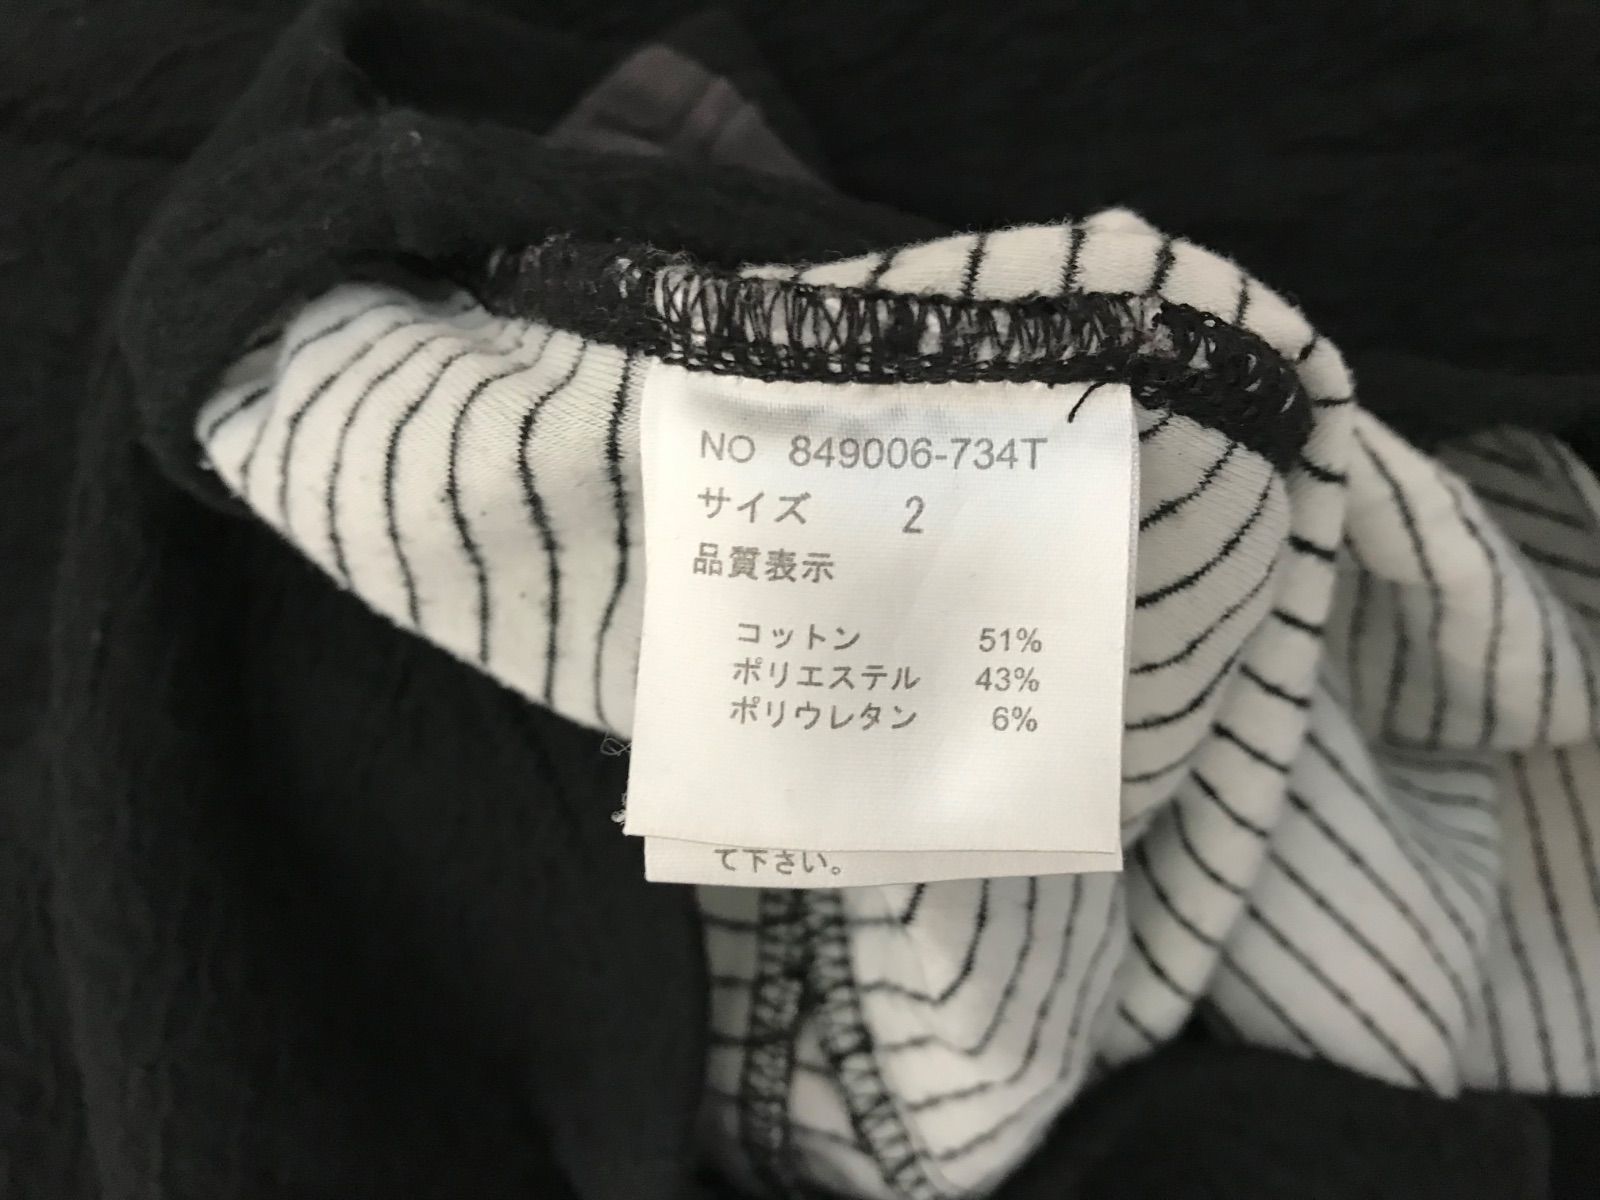 NO 849006-734T
サイズ 2
品質表示
コットン 51%
ポリエステル 43%
ポリウレタン 6%
て下さい。